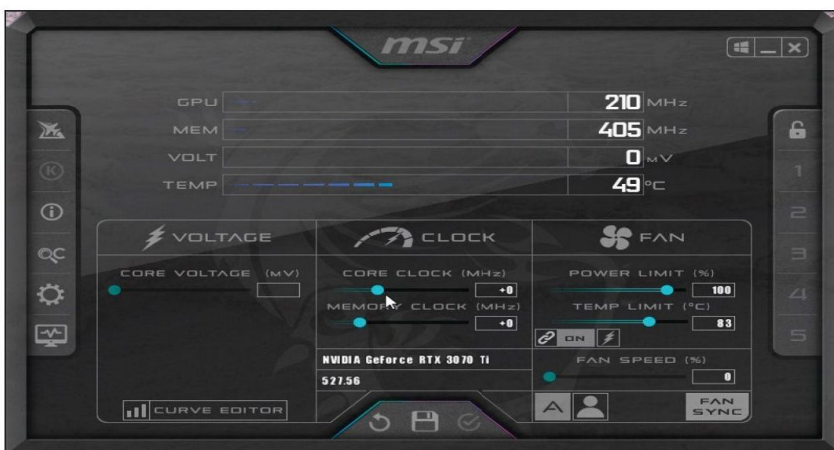 msi
GPU 210 MHz
MEM 405 MHz
VOLT 0 MV
TEMP 49 °C
K
1
2
3
4
5
OC
VOLTAGE
CORE VOLTAGE (MV)
CURVE EDITOR
CLOCK
CORE CLOCK (MHz)
+0
MEMORY CLOCK (MHz)
+0
NVIDIA GeForce RTX 3070 Ti
527.56
FAN
POWER LIMIT (%)
100
TEMP LIMIT (°C)
83
ON
FAN SPEED (%)
0
A
FAN
SYNC